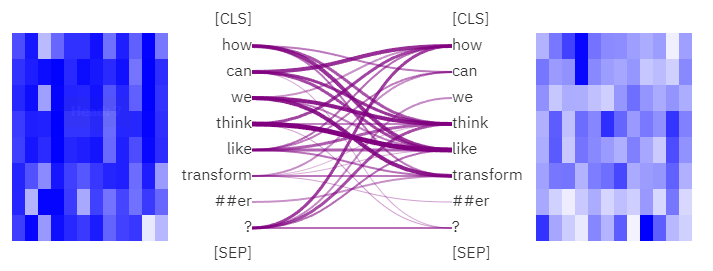 [CLS] [CLS]
how how
can can
we we
think think
like like
transform transform
##er ##er
? ?
[SEP] [SEP]